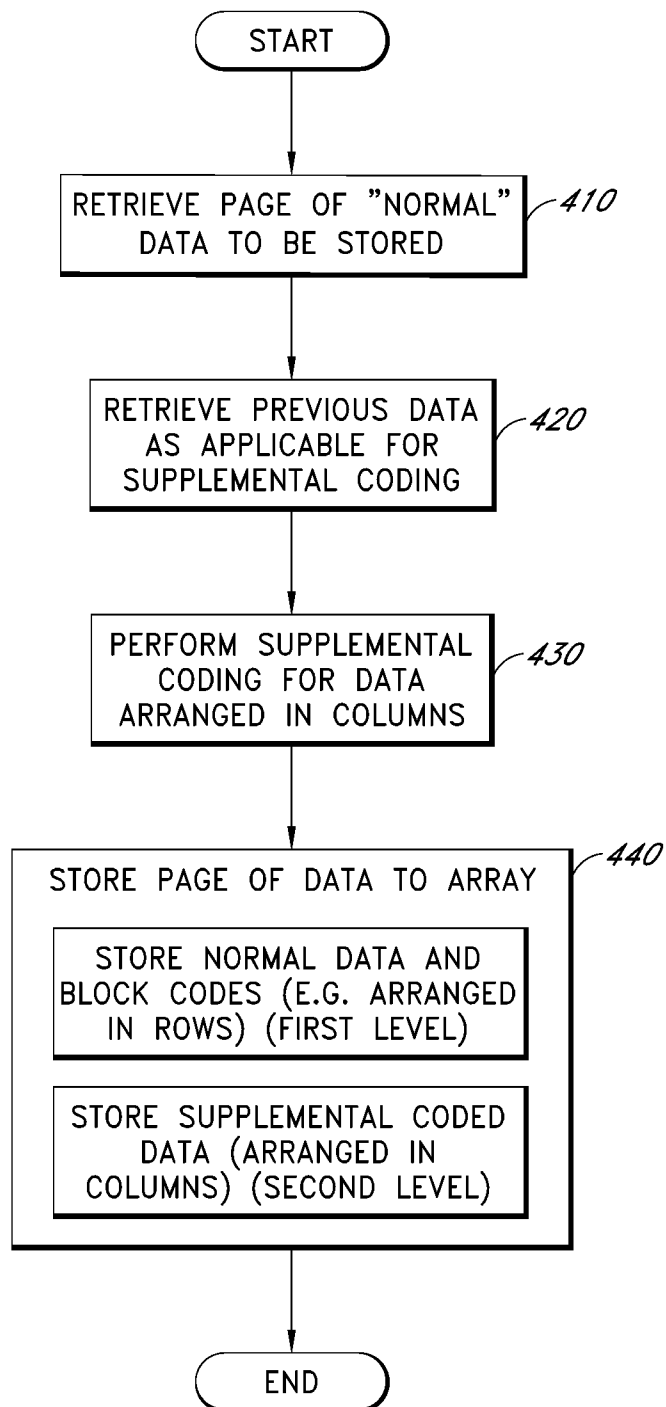 START
RETRIEVE PAGE OF "NORMAL"
DATA TO BE STORED
410
RETRIEVE PREVIOUS DATA
AS APPLICABLE FOR
SUPPLEMENTAL CODING
420
PERFORM SUPPLEMENTAL
CODING FOR DATA
ARRANGED IN COLUMNS
430
440
STORE PAGE OF DATA TO ARRAY
STORE NORMAL DATA AND
BLOCK CODES (E.G. ARRANGED
IN ROWS) (FIRST LEVEL)
STORE SUPPLEMENTAL CODED
DATA (ARRANGED IN
COLUMNS) (SECOND LEVEL)
END